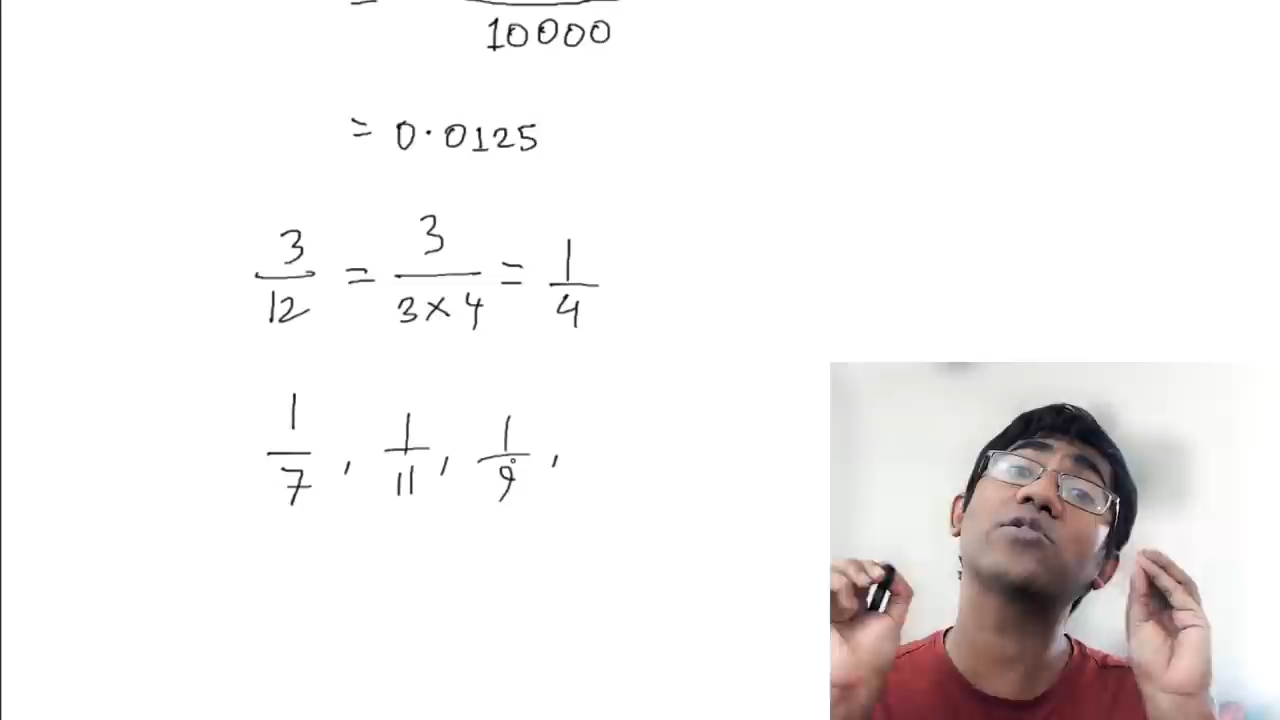 = 
10000
= 0.0125
3/12 = 3/(3×4) = 1/4
1/7, 1/11, 1/9,